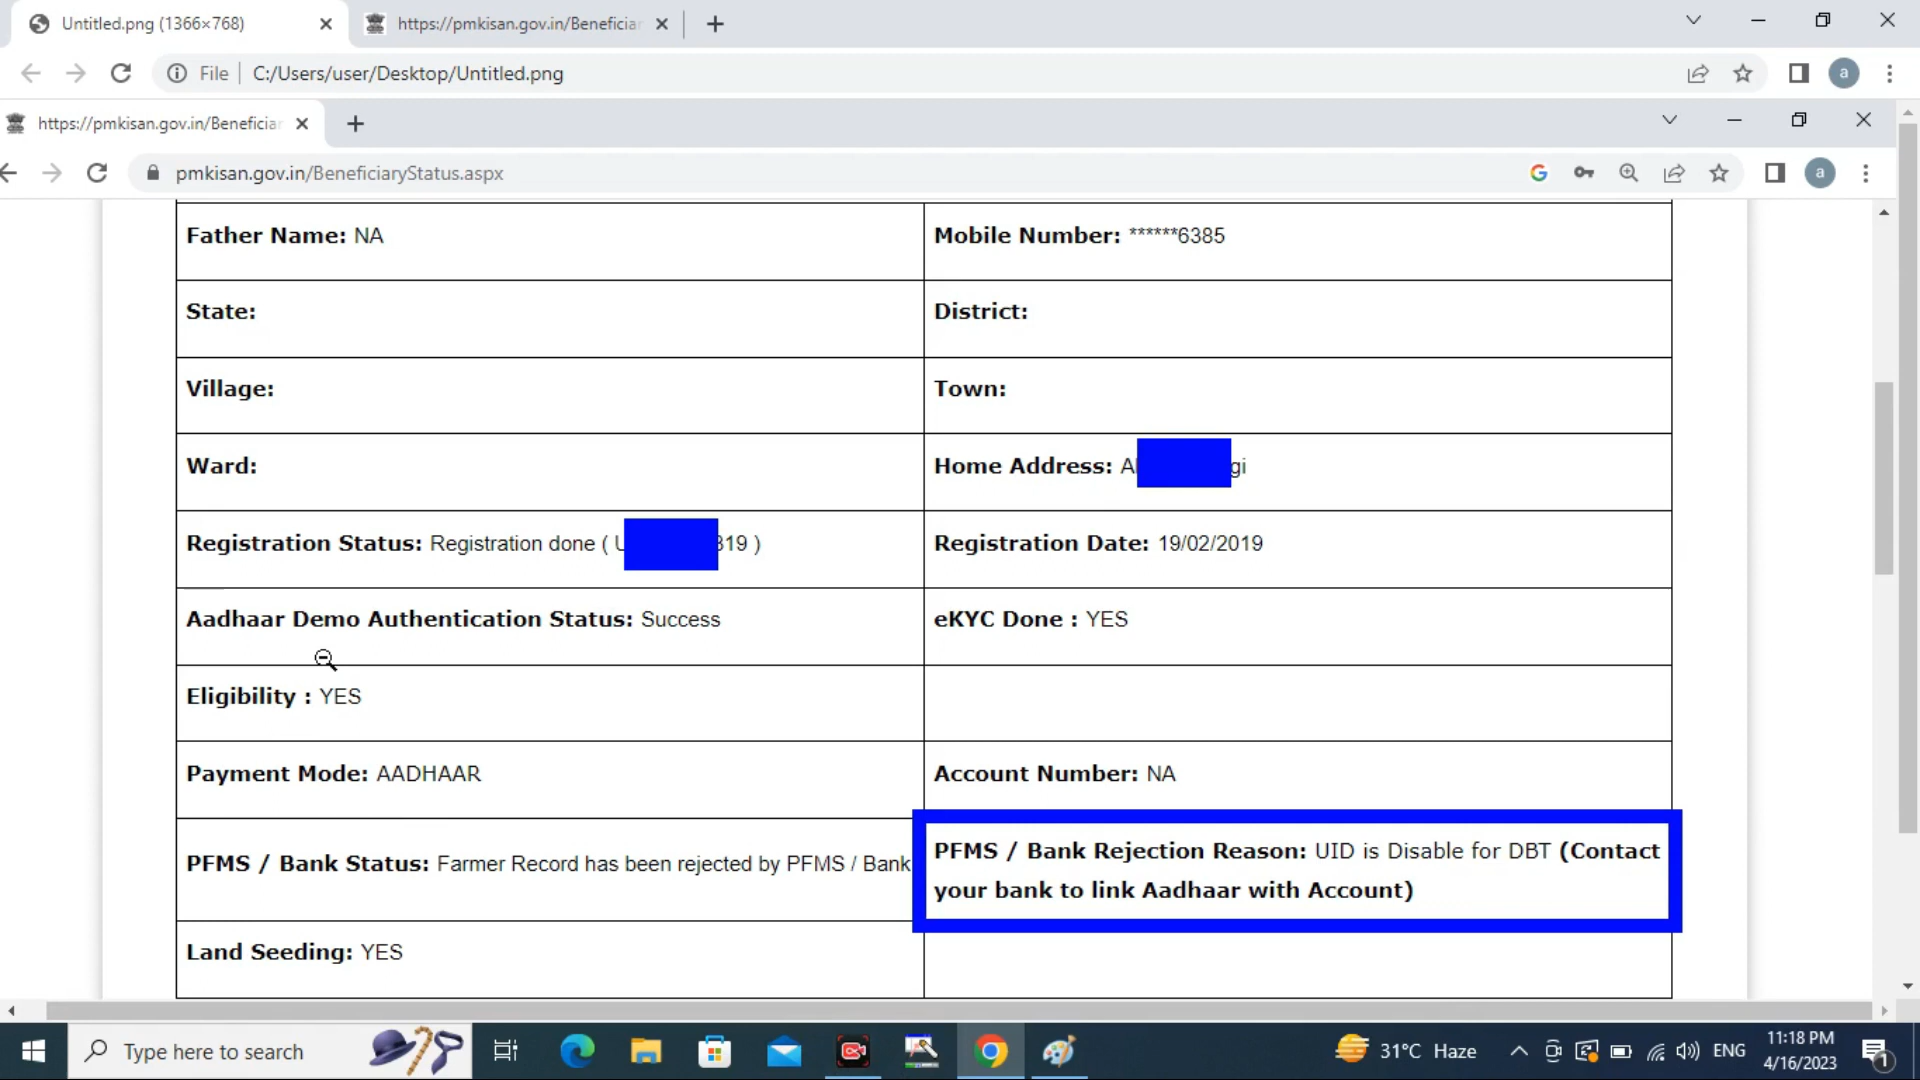 Untitled.png (1366×768)
https://pmkisan.gov.in/Beneficiar
File
C:/Users/user/Desktop/Untitled.png
a
https://pmkisan.gov.in/Beneficiar
pmkisan.gov.in/BeneficiaryStatus.aspx
a
Father Name: NA
Mobile Number: ******6385
State:
District:
Village:
Town:
Ward:
Home Address: A gi
Registration Status: Registration done ( U 319 )
Registration Date: 19/02/2019
Aadhaar Demo Authentication Status: Success
eKYC Done : YES
Eligibility : YES
Payment Mode: AADHAAR
Account Number: NA
PFMS / Bank Status: Farmer Record has been rejected by PFMS / Bank
PFMS / Bank Rejection Reason: UID is Disable for DBT (Contact
your bank to link Aadhaar with Account)
Land Seeding: YES
Type here to search
31°C Haze
ENG
11:18 PM
4/16/2023
1